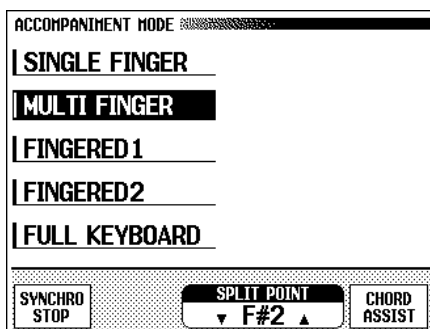 ACCOMPANIMENT MODE
SINGLE FINGER
MULTI FINGER
FINGERED1
FINGERED2
FULL KEYBOARD
SYNCHRO
STOP
SPLIT POINT
▼ F#2 ▲
CHORD
ASSIST